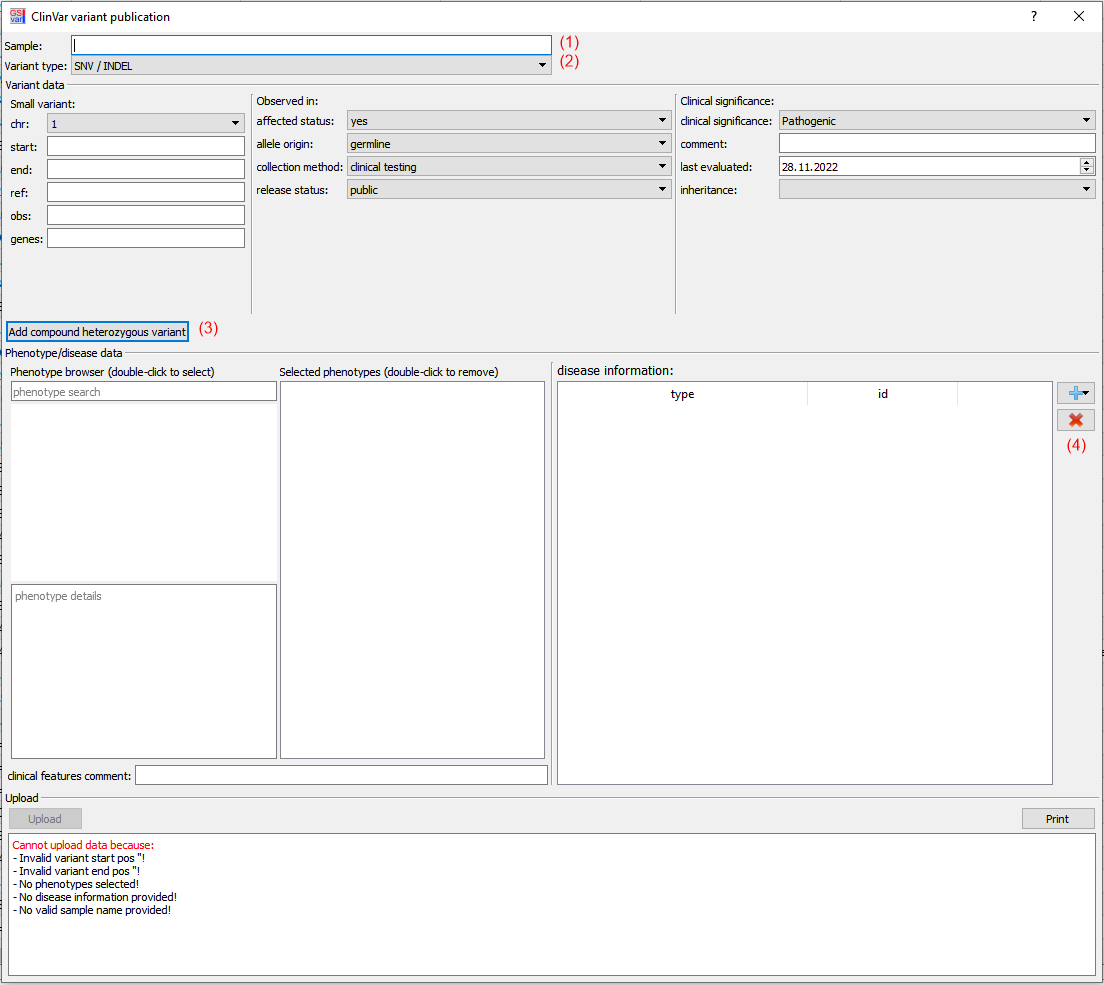 GS
var
ClinVar variant publication
?
Sample:
(1)
Variant type:
SNV / INDEL
(2)
Variant data
Small variant:
chr:
1
start:
end:
ref:
obs:
genes:
Observed in:
affected status:
yes
allele origin:
germline
collection method:
clinical testing
release status:
public
Clinical significance:
clinical significance:
Pathogenic
comment:
last evaluated:
28.11.2022
inheritance:
Add compound heterozygous variant
(3)
Phenotype/disease data
Phenotype browser (double-click to select)
phenotype search
phenotype details
Selected phenotypes (double-click to remove)
disease information:
type id
(4)
clinical features comment:
Upload
Upload
Print
Cannot upload data because:
- Invalid variant start pos ''!
- Invalid variant end pos ''!
- No phenotypes selected!
- No disease information provided!
- No valid sample name provided!